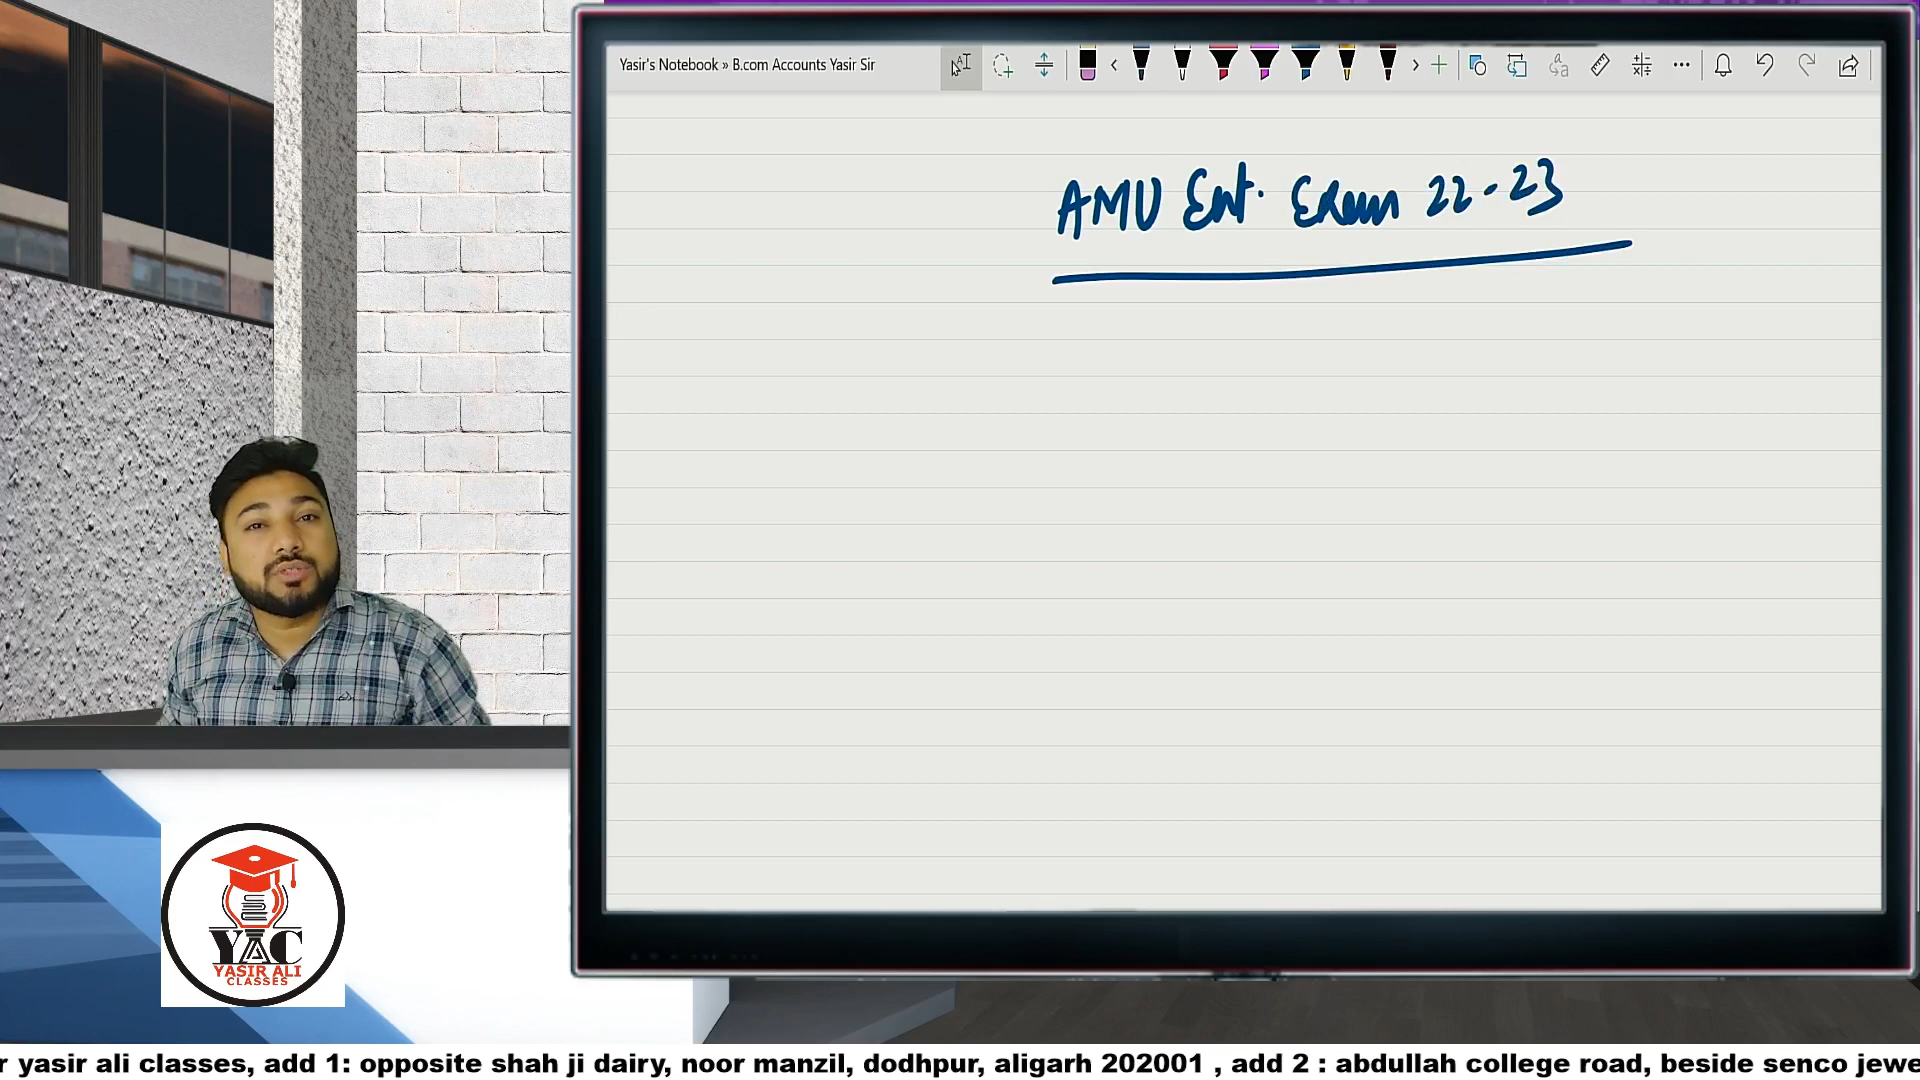 Yasir's Notebook » B.com Accounts Yasir Sir
AMU Ent. Exam 22-23
YAC
YASIR ALI
CLASSES
r yasir ali classes, add 1: opposite shah ji dairy, noor manzil, dodhpur, aligarh 202001 , add 2 : abdullah college road, beside senco jewe